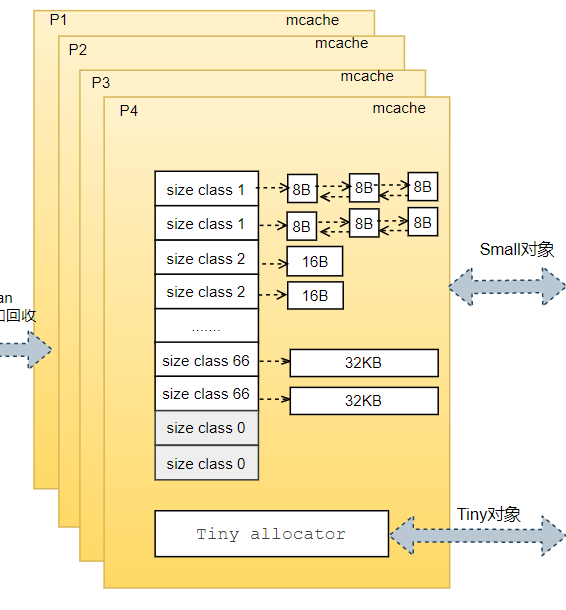 P1 mcache
P2 mcache
P3 mcache
P4 mcache
size class 1 8B 8B 8B
size class 1 8B 8B 8B
size class 2 16B
size class 2 16B
.......
size class 66 32KB
size class 66 32KB
size class 0
size class 0
Tiny allocator
Small对象
Tiny对象
an
回收